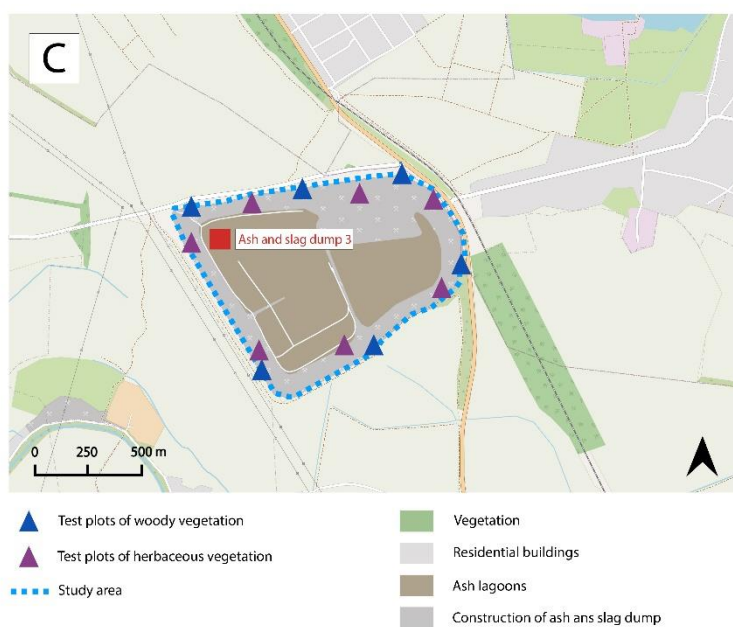 C
Ash and slag dump 3
0 250 500 m
Test plots of woody vegetation
Test plots of herbaceous vegetation
Study area
Vegetation
Residential buildings
Ash lagoons
Construction of ash ans slag dump